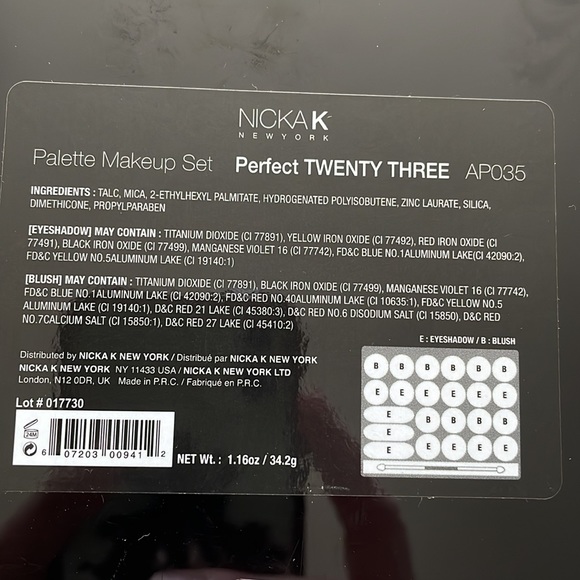 NICKA K
NEW YORK
Palette Makeup Set Perfect TWENTY THREE AP035
INGREDIENTS : TALC, MICA, 2-ETHYLHEXYL PALMITATE, HYDROGENATED POLYISOBUTENE, ZINC LAURATE, SILICA,
DIMETHICONE, PROPYLPARABEN
[EYESHADOW] MAY CONTAIN : TITANIUM DIOXIDE (CI 77891), YELLOW IRON OXIDE (CI 77492), RED IRON OXIDE (CI
77491), BLACK IRON OXIDE (CI 77499), MANGANESE VIOLET 16 (CI 77742), FD&C BLUE NO.1ALUMINUM LAKE(CI 42090:2),
FD&C YELLOW NO.5ALUMINUM LAKE (CI 19140:1)
[BLUSH] MAY CONTAIN : TITANIUM DIOXIDE (CI 77891), BLACK IRON OXIDE (CI 77499), MANGANESE VIOLET 16 (CI 77742),
FD&C BLUE NO.1ALUMINUM LAKE (CI 42090:2), FD&C RED NO.40ALUMINUM LAKE (CI 10635:1), FD&C YELLOW NO.5
ALUMINUM LAKE (CI 19140:1), D&C RED 21 LAKE (CI 45380:3), D&C RED NO.6 DISODIUM SALT (CI 15850), D&C RED
NO.7CALCIUM SALT (CI 15850:1), D&C RED 27 LAKE (CI 45410:2)
E : EYESHADOW / B : BLUSH
B B B B B B
E E E E E E
E B B B B
E
E E E E E
Distributed by NICKA K NEW YORK / Distribué par NICKA K NEW YORK
NICKA K NEW YORK NY 11433 USA / NICKA K NEW YORK LTD
London, N12 0DR, UK Made in P.R.C. / Fabriqué en P.R.C.
Lot # 017730
24M
6 07203 00941 2
NET Wt.: 1.16oz / 34.2g